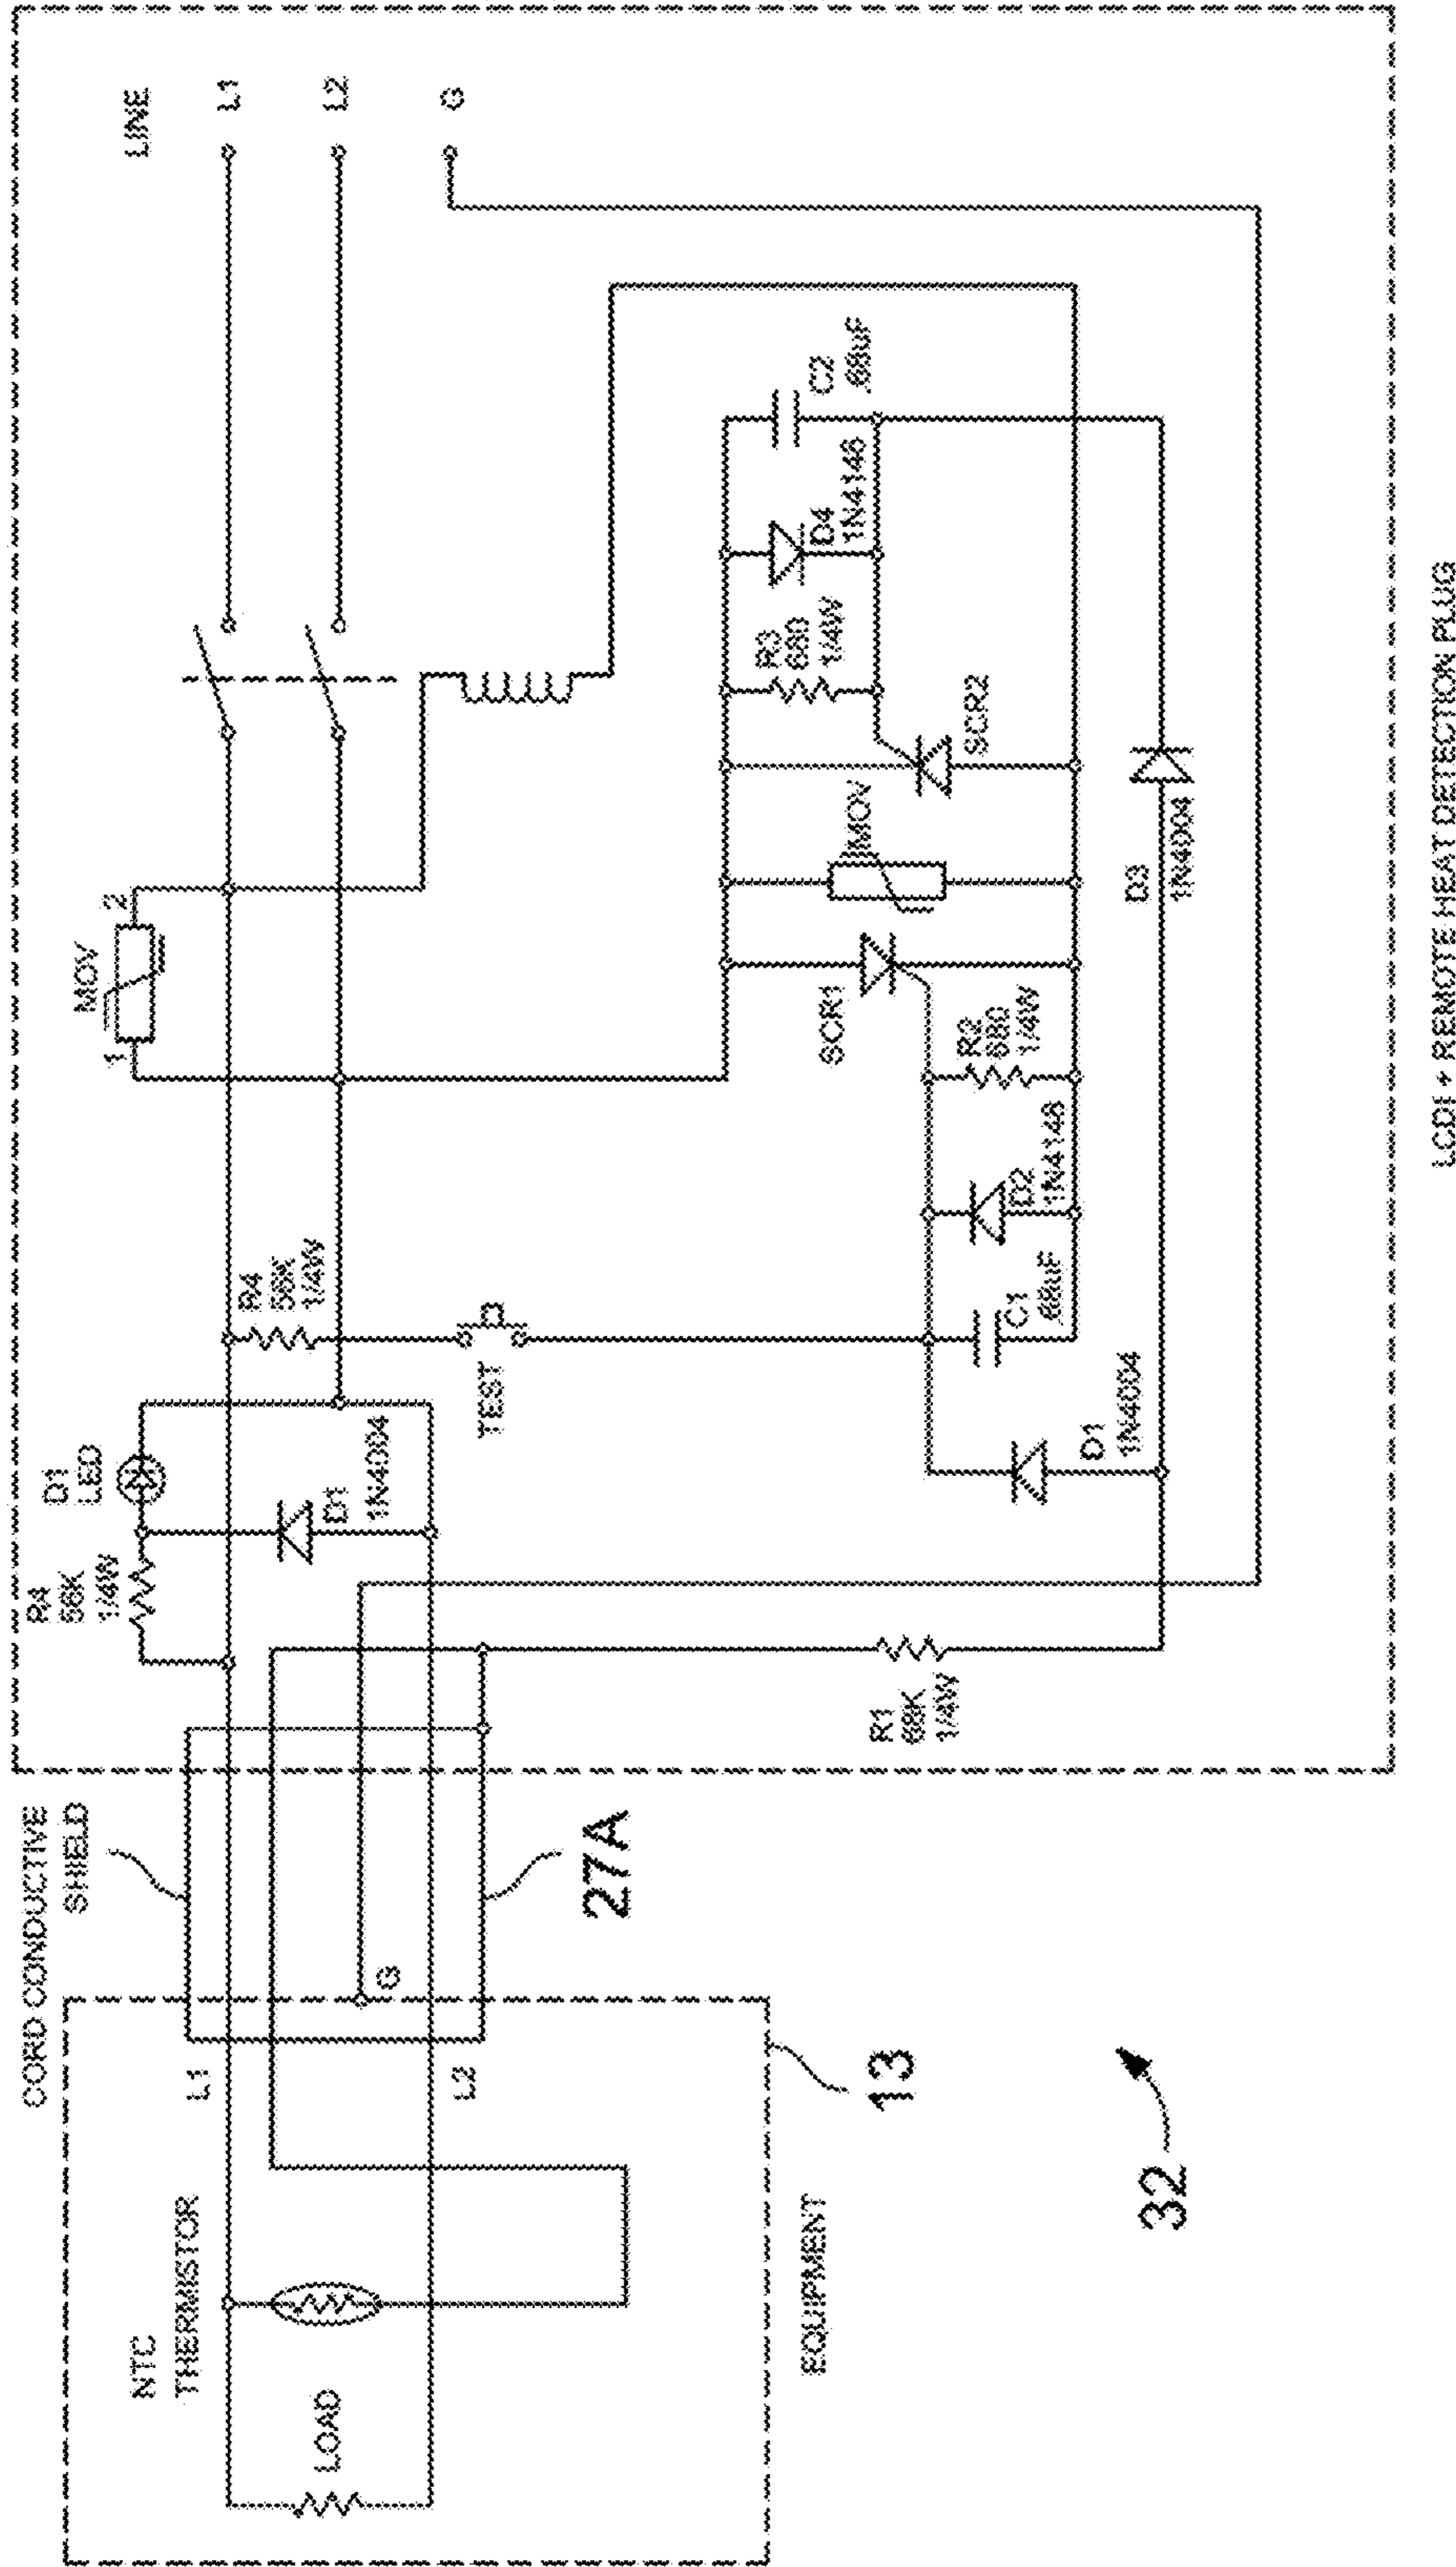 CORD CONDUCTIVE
SHIELD
NTC
THERMISTOR
LOAD
L1
L2
G
27A
13
EQUIPMENT
32
R4
56K
1/4W
D1
LED
D1
1N4004
R4
56K
1/4W
TEST
MOV
1
2
LINE
L1
L2
G
R1
68K
1/4W
D1
1N4004
C1
.68uF
D2
1N4148
R2
680
1/4W
SCR1
MOV
SCR2
R3
680
1/4W
D4
1N4148
C2
.68uF
D3
1N4004
LCDI + REMOTE HEAT DETECTION PLUG